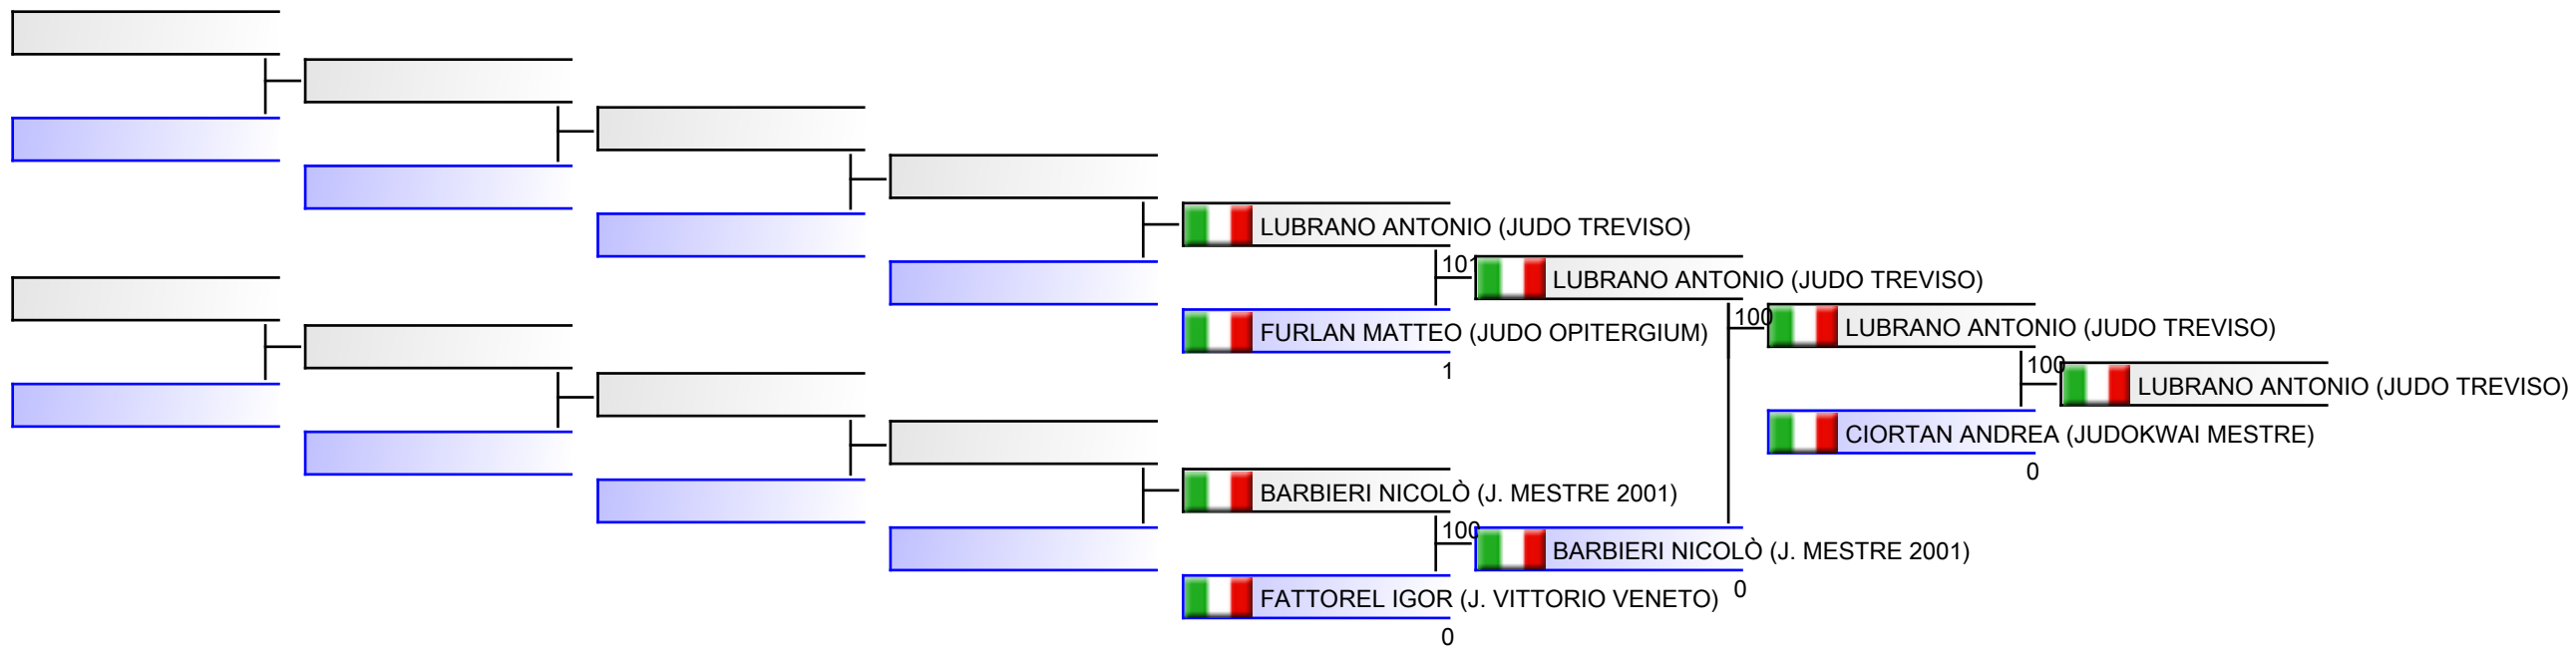 LUBRANO ANTONIO (JUDO TREVISO)
101
LUBRANO ANTONIO (JUDO TREVISO)
FURLAN MATTEO (JUDO OPITERGIUM)
1
100
LUBRANO ANTONIO (JUDO TREVISO)
100
LUBRANO ANTONIO (JUDO TREVISO)
CIORTAN ANDREA (JUDOKWAI MESTRE)
0
BARBIERI NICOLÒ (J. MESTRE 2001)
100
BARBIERI NICOLÒ (J. MESTRE 2001)
0
FATTOREL IGOR (J. VITTORIO VENETO)
0